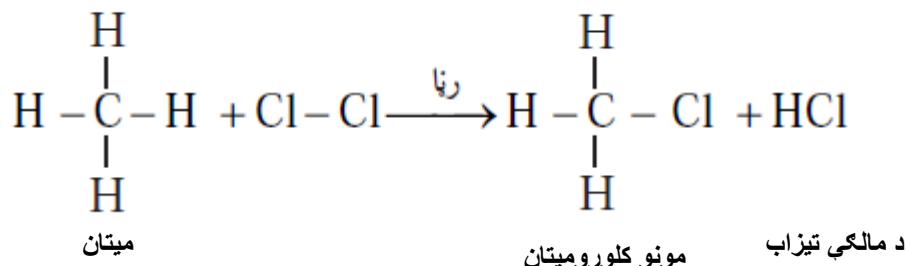 رڼا
H H
H – C – H + Cl – Cl ⟶ H – C – Cl + HCl
H H
میتان مونو کلورومیتان د مالګې تیزاب